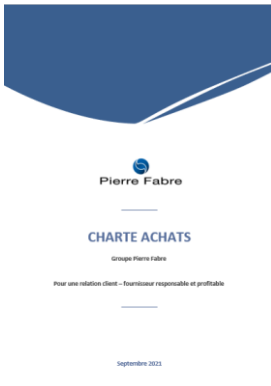 Pierre Fabre
CHARTE ACHATS
Groupe Pierre Fabre
Pour une relation client – fournisseur responsable et profitable
Septembre 2021